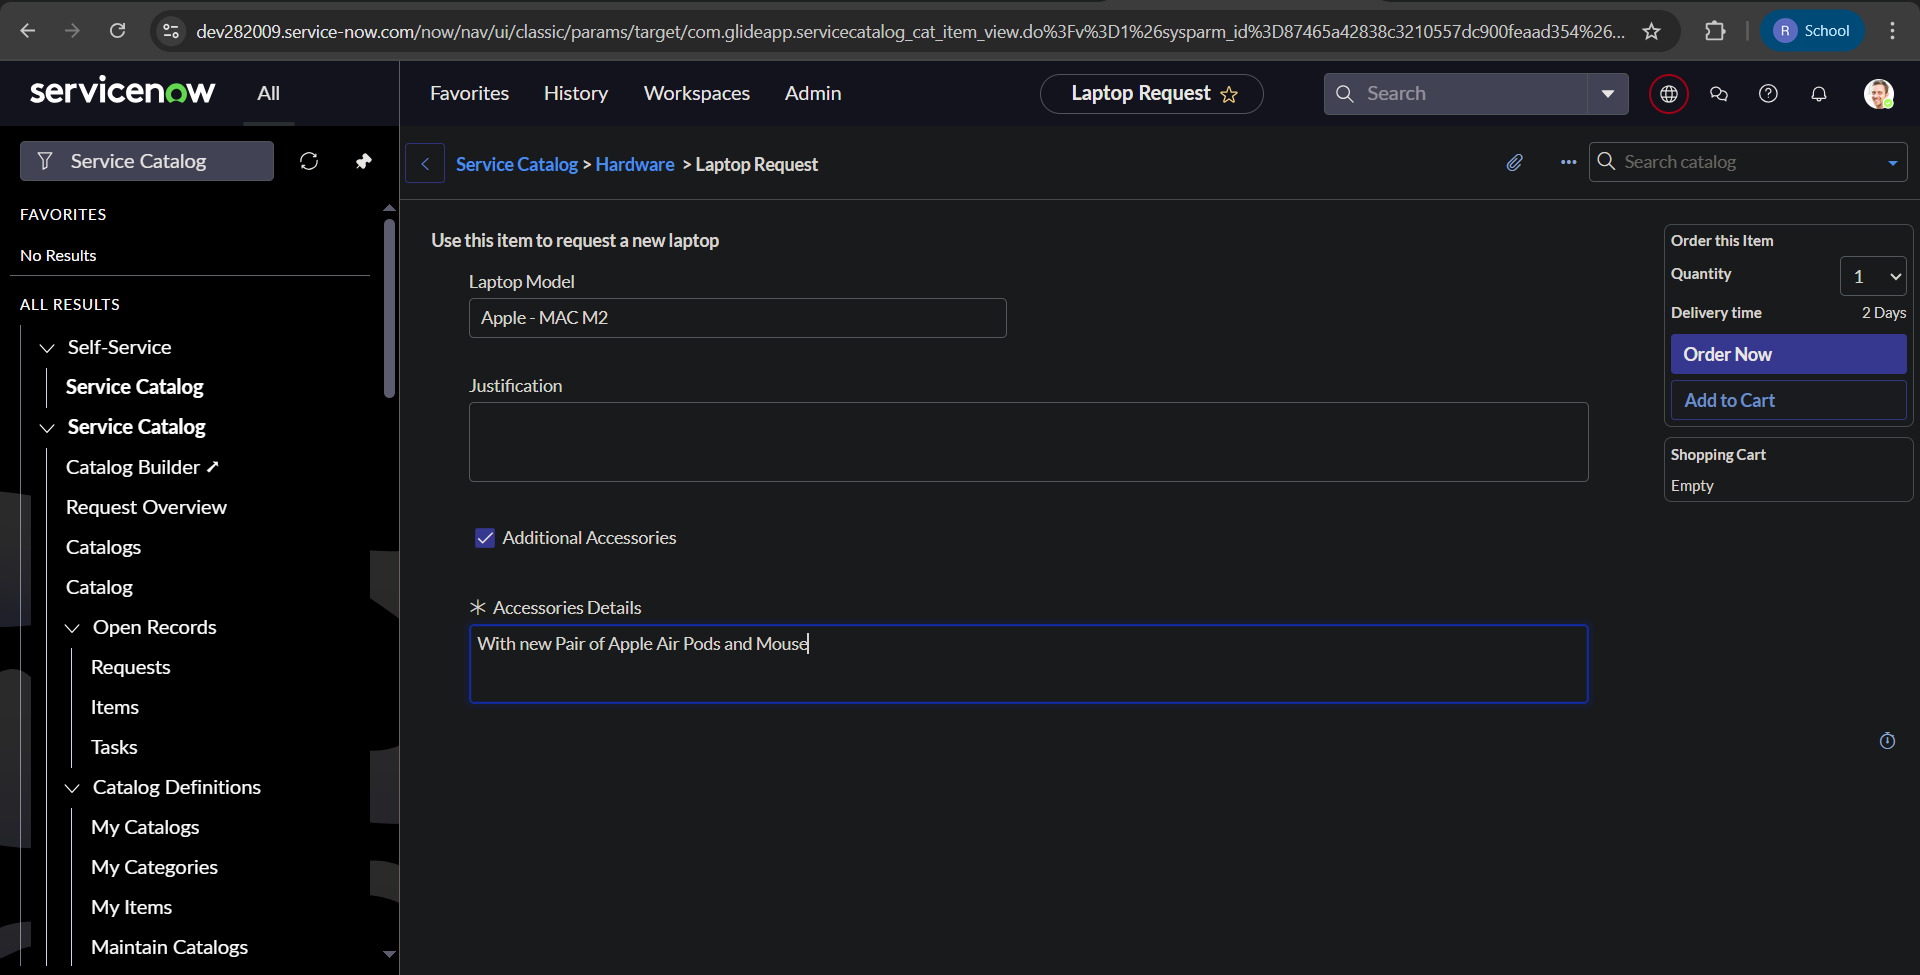 dev282009.service-now.com/now/nav/ui/classic/params/target/com.glideapp.servicecatalog_cat_item_view.do%3Fv%3D1%26sysparm_id%3D87465a42838c3210557dc900feaad354%26...
R School
servicenow
All
Favorites
History
Workspaces
Admin
Laptop Request
Search
Service Catalog
FAVORITES
No Results
ALL RESULTS
Self-Service
Service Catalog
Service Catalog
Catalog Builder
Request Overview
Catalogs
Catalog
Open Records
Requests
Items
Tasks
Catalog Definitions
My Catalogs
My Categories
My Items
Maintain Catalogs
Service Catalog > Hardware > Laptop Request
Search catalog
Use this item to request a new laptop
Laptop Model
Apple - MAC M2
Justification
Additional Accessories
Accessories Details
With new Pair of Apple Air Pods and Mouse
Order this Item
Quantity 1
Delivery time 2 Days
Order Now
Add to Cart
Shopping Cart
Empty